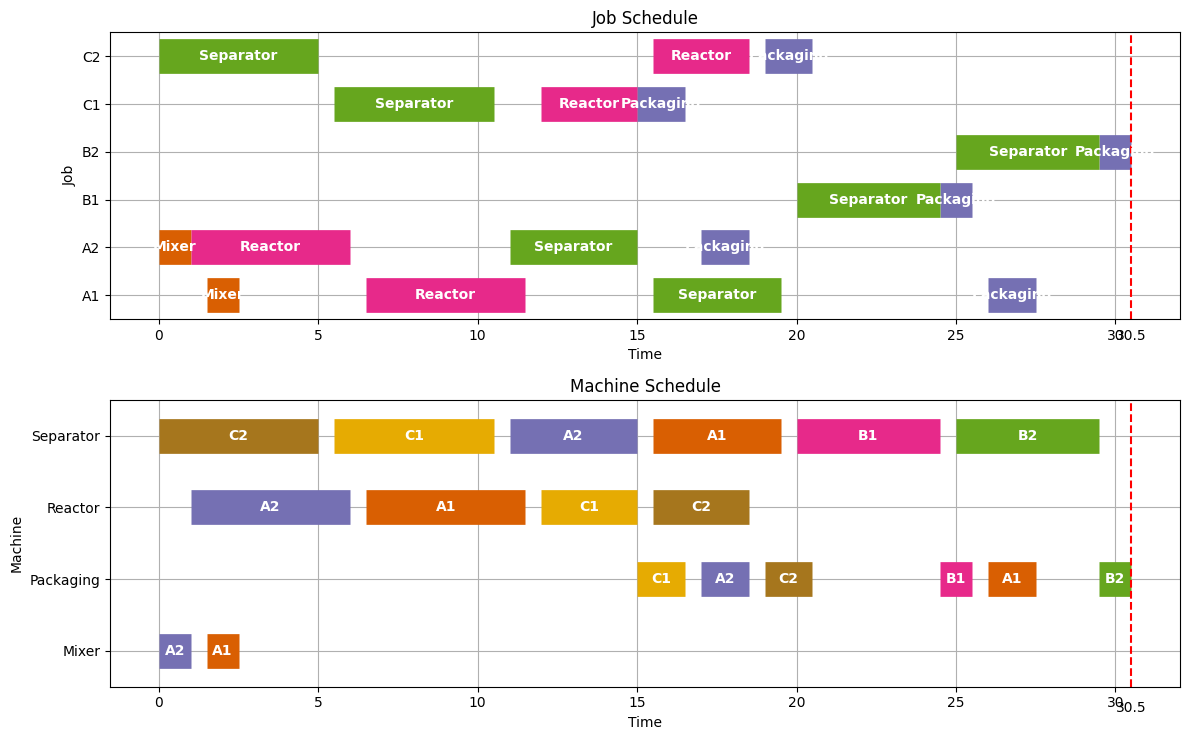 Job Schedule
C2 Separator Reactor Packaging
C1 Separator Reactor Packaging
B2 Separator Packaging
B1 Separator Packaging
A2 Mixer Reactor Separator Packaging
A1 Mixer Reactor Separator Packaging
Job
0 5 10 15 20 25 30 30.5
Time
Machine Schedule
Separator C2 C1 A2 A1 B1 B2
Reactor A2 A1 C1 C2
Packaging C1 A2 C2 B1 A1 B2
Mixer A2 A1
Machine
0 5 10 15 20 25 30 30.5
Time